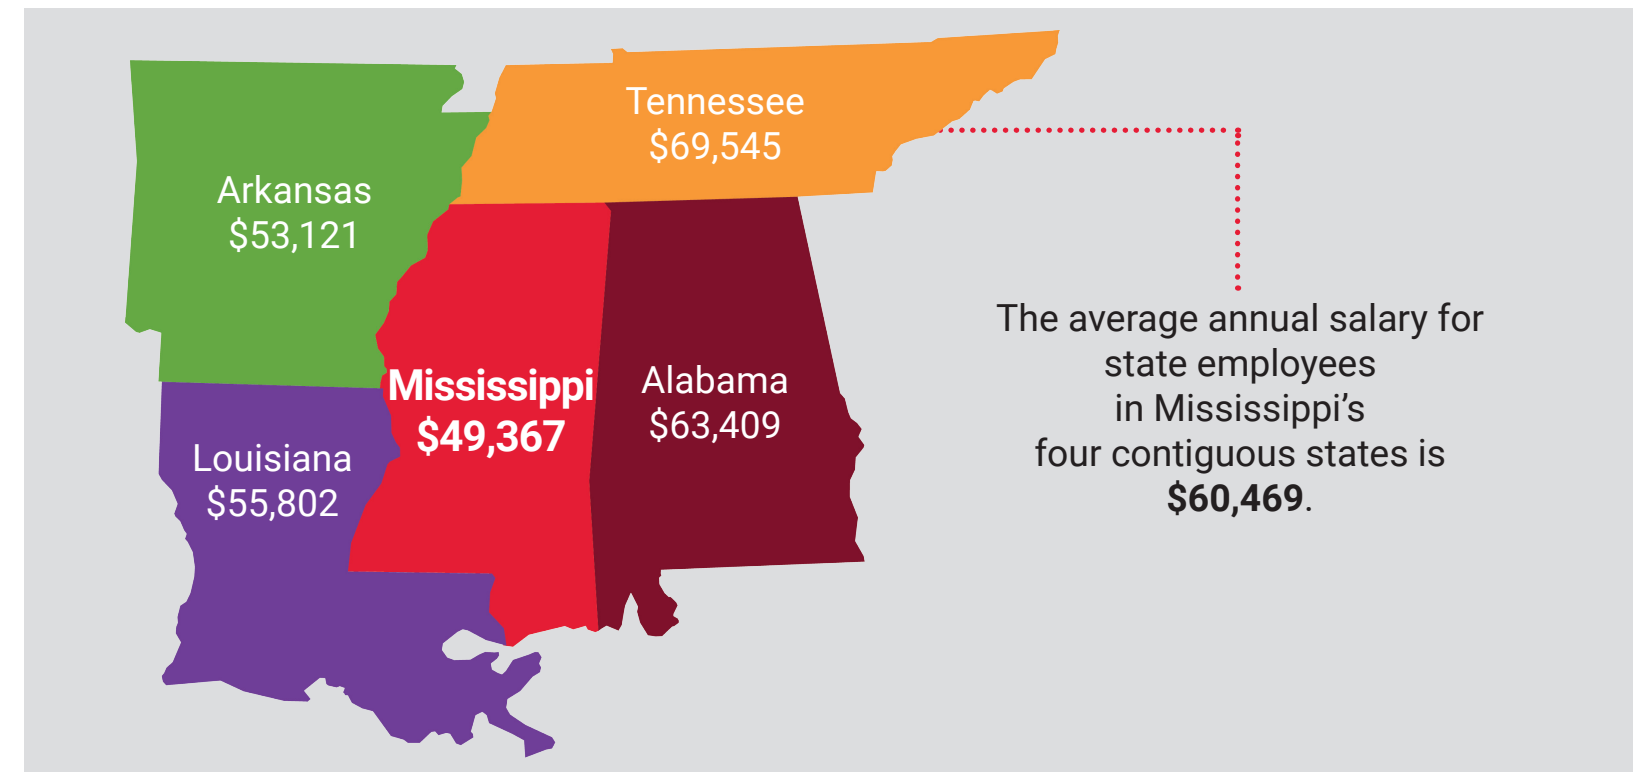 Tennessee
$69,545
Arkansas
$53,121
Mississippi
$49,367
Alabama
$63,409
Louisiana
$55,802
The average annual salary for
state employees
in Mississippi’s
four contiguous states is
$60,469.